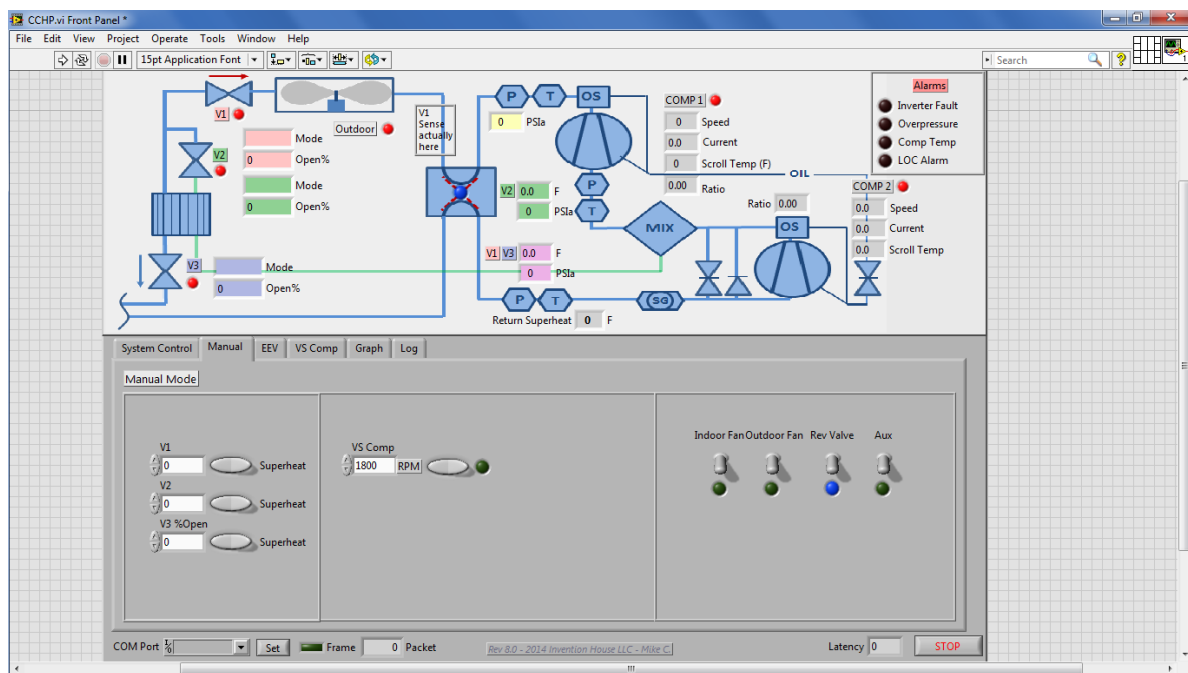 CCHP.vi Front Panel *
File Edit View Project Operate Tools Window Help
15pt Application Font
Search
1
V1
V2
Outdoor
Mode
0 Open%
Mode
0 Open%
V3
Mode
0 Open%
V1
Sense
actually
here
P T OS
0 PSIa
COMP 1
0 Speed
0.0 Current
0 Scroll Temp (F)
0.00 Ratio
Alarms
Inverter Fault
Overpressure
Comp Temp
LOC Alarm
OIL
P
T
V2 0.0 F
0 PSIa
MIX
Ratio 0.00
OS
COMP 2
0.0 Speed
0.0 Current
0.0 Scroll Temp
V1 V3 0.0 F
0 PSIa
P T SG
Return Superheat 0 F
System Control Manual EEV VS Comp Graph Log
Manual Mode
V1
0 Superheat
V2
0 Superheat
V3 %Open
0 Superheat
VS Comp
1800 RPM
Indoor Fan Outdoor Fan Rev Valve Aux
COM Port Set Frame 0 Packet Rev 8.0 - 2014 Invention House LLC - Mike C. Latency 0 STOP